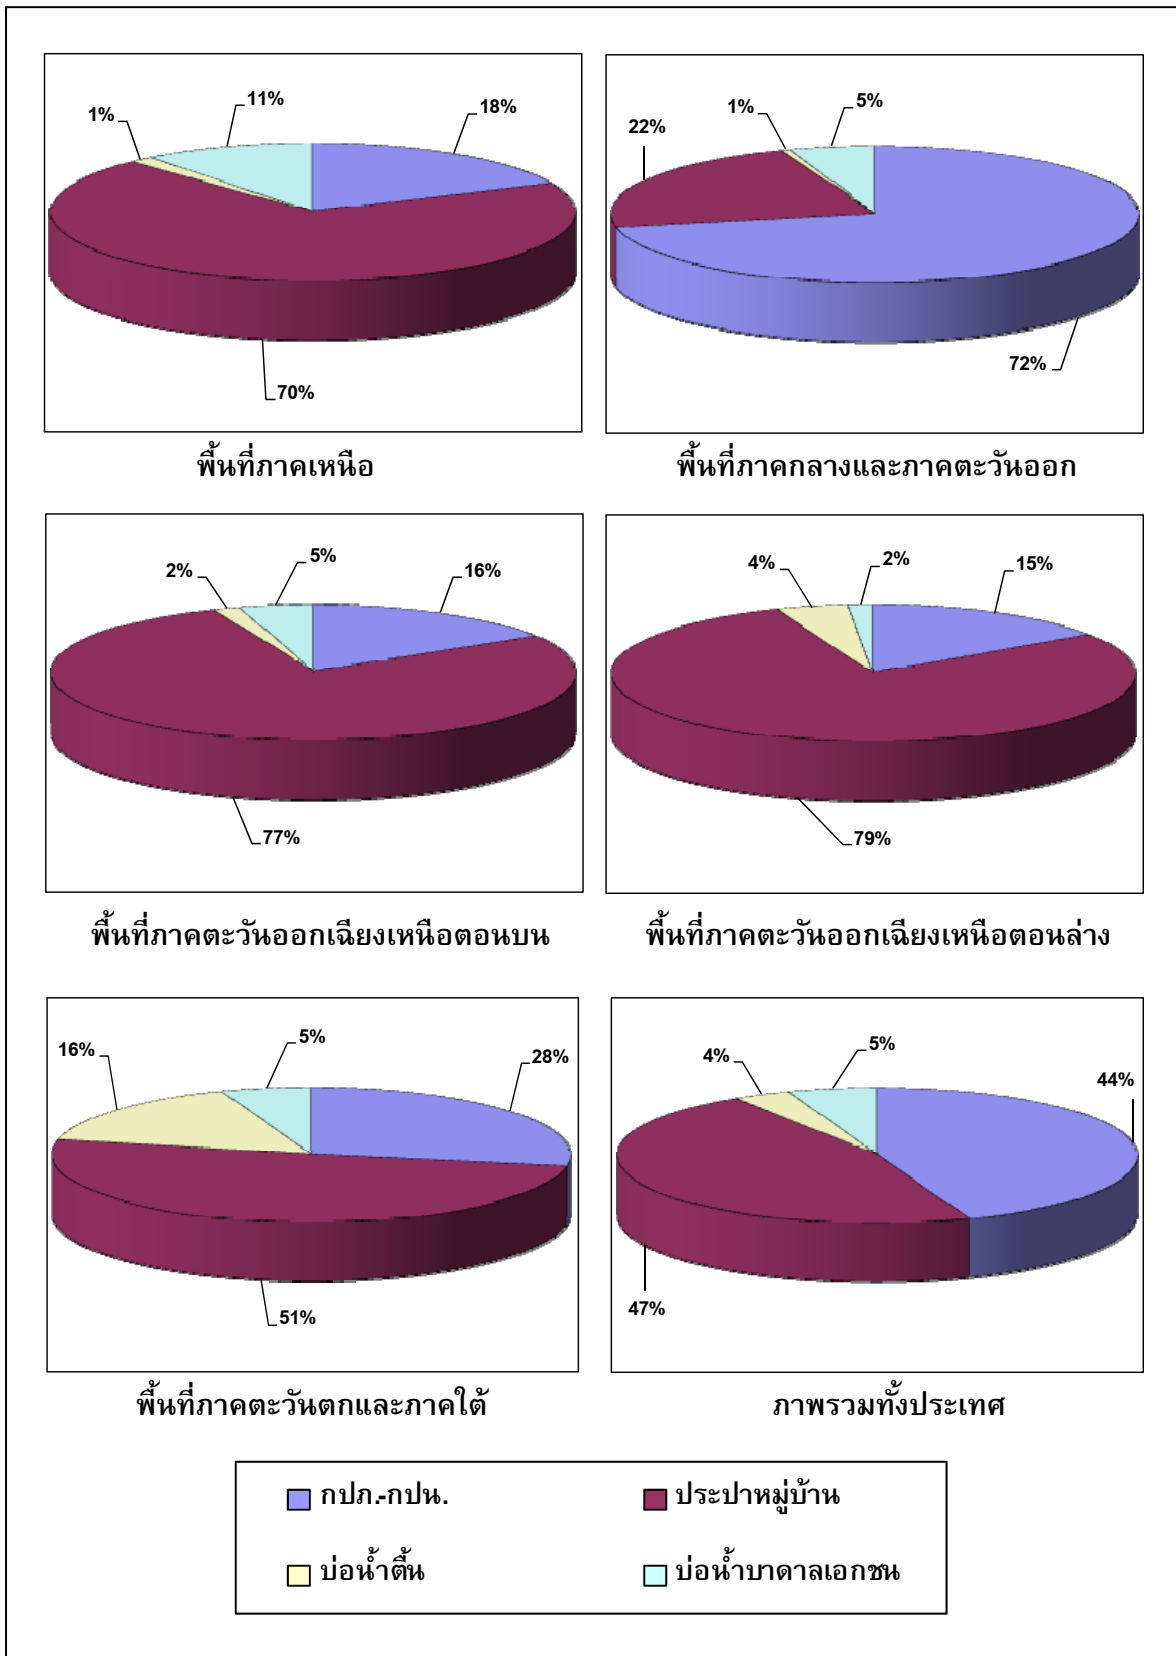 1%
11%
18%
70%
พื้นที่ภาคเหนือ
22%
1%
5%
72%
พื้นที่ภาคกลางและภาคตะวันออก
2%
5%
16%
77%
พื้นที่ภาคตะวันออกเฉียงเหนือตอนบน
4%
2%
15%
79%
พื้นที่ภาคตะวันออกเฉียงเหนือตอนล่าง
16%
5%
28%
51%
พื้นที่ภาคตะวันตกและภาคใต้
4%
5%
44%
47%
ภาพรวมทั้งประเทศ
กปภ.-กปน.
ประปาหมู่บ้าน
บ่อน้ำตื้น
บ่อน้ำบาดาลเอกชน